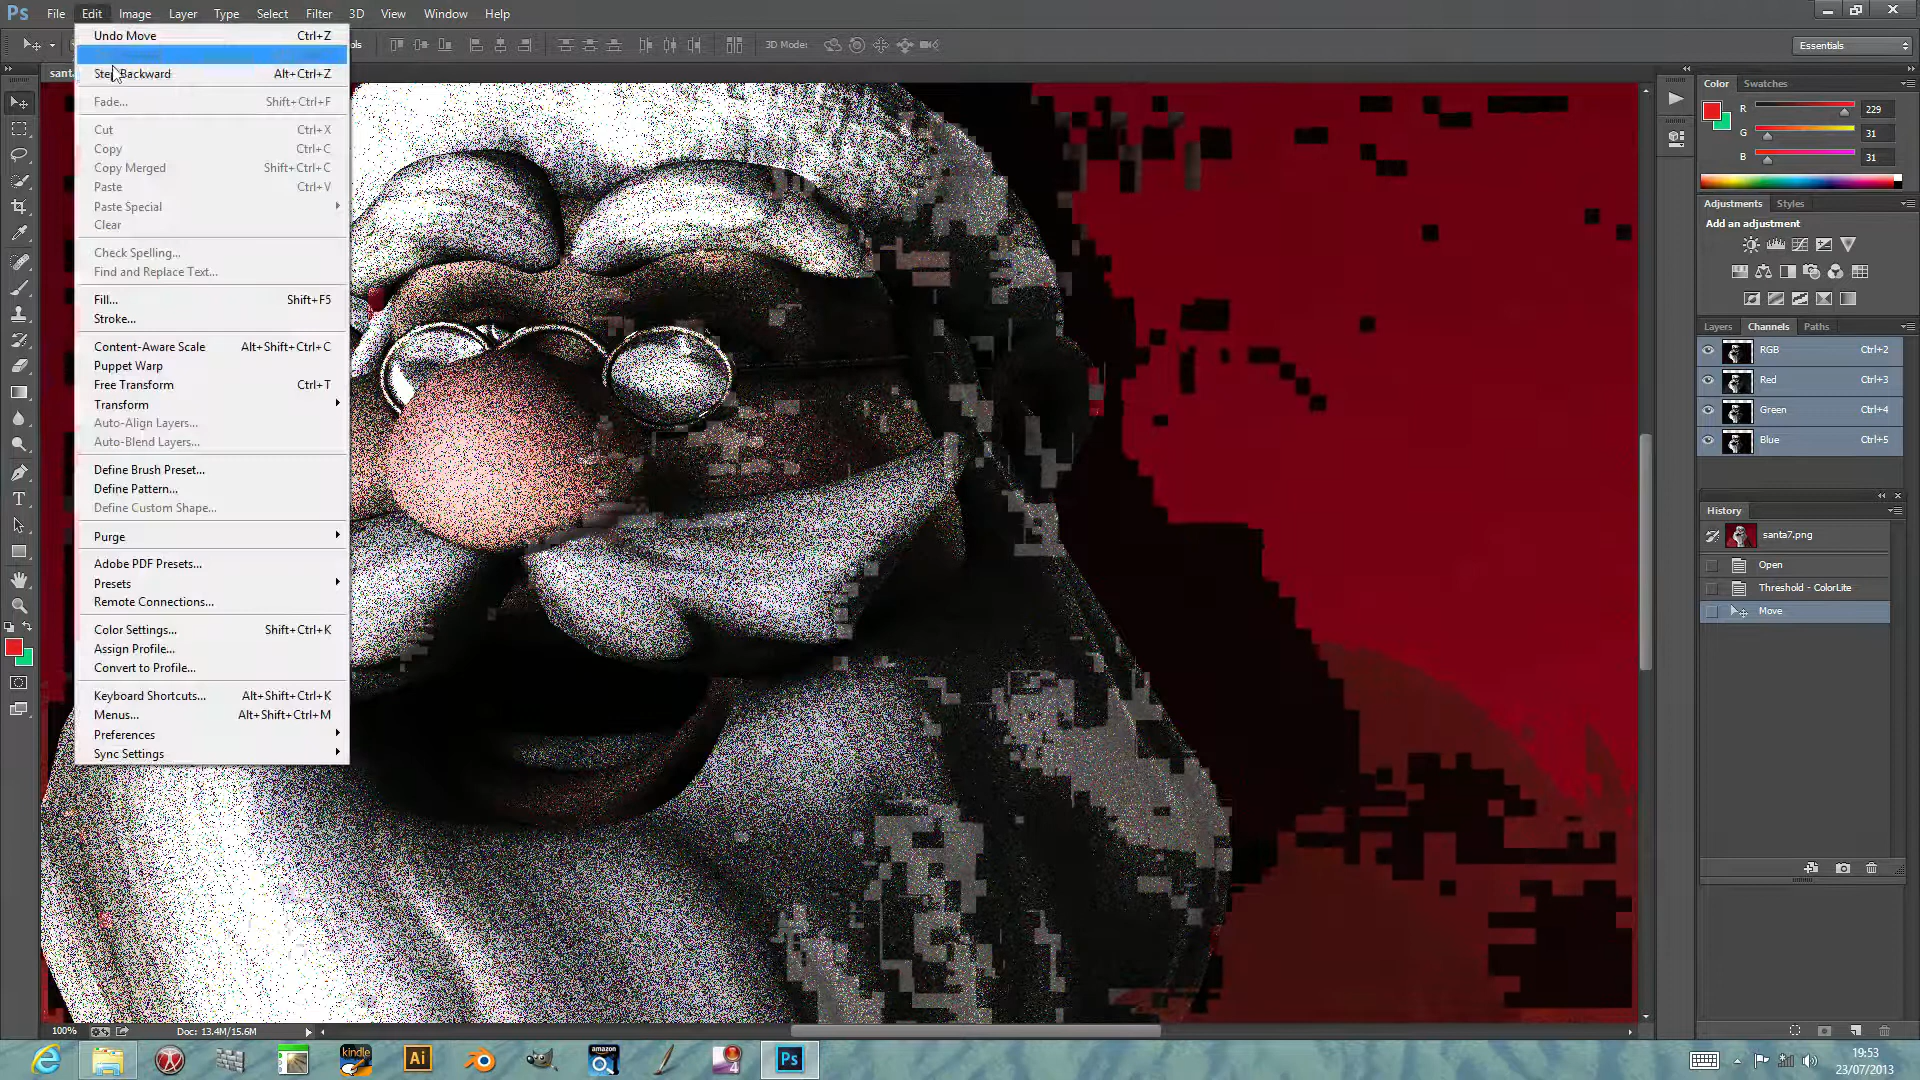 Ps File Edit Image Layer Type Select Filter 3D View Window Help
Undo Move Ctrl+Z
3D Mode:
Essentials
Backward Alt+Ctrl+Z
Fade... Shift+Ctrl+F
Cut Ctrl+X
Copy Ctrl+C
Copy Merged Shift+Ctrl+C
Paste Ctrl+V
Paste Special
Clear
Check Spelling...
Find and Replace Text...
Fill... Shift+F5
Stroke...
Content-Aware Scale Alt+Shift+Ctrl+C
Puppet Warp
Free Transform Ctrl+T
Transform
Auto-Align Layers...
Auto-Blend Layers...
Define Brush Preset...
Define Pattern...
Define Custom Shape...
Purge
Adobe PDF Presets...
Presets
Remote Connections...
Color Settings... Shift+Ctrl+K
Assign Profile...
Convert to Profile...
Keyboard Shortcuts... Alt+Shift+Ctrl+K
Menus... Alt+Shift+Ctrl+M
Preferences
Sync Settings
Color Swatches
R 229
G 31
B 31
Adjustments Styles
Add an adjustment
Layers Channels Paths
RGB Ctrl+2
Red Ctrl+3
Green Ctrl+4
Blue Ctrl+5
History
santa7.png
Open
Threshold - ColorLite
Move
100% Doc: 13.4M/15.6M
kindle Ai amazon 4 Ps
19:53
23/07/2013